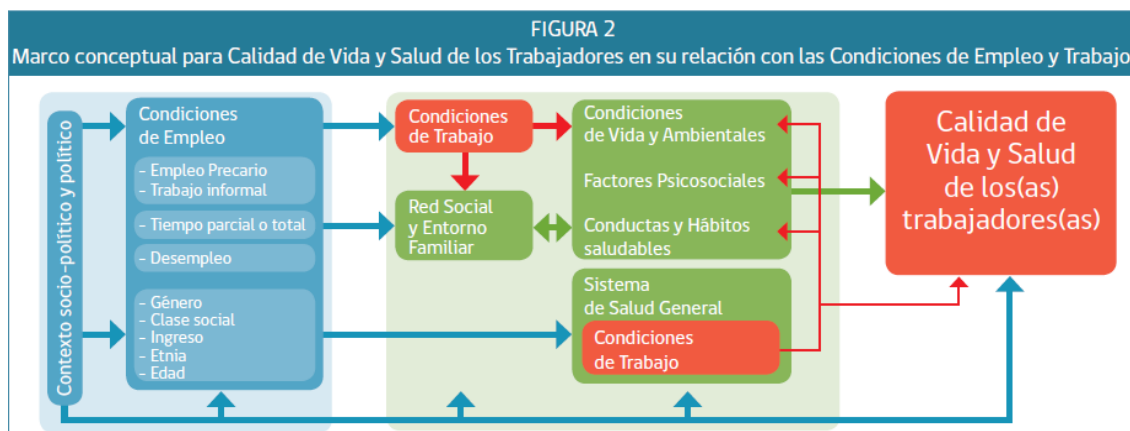 FIGURA 2
Marco conceptual para Calidad de Vida y Salud de los Trabajadores en su relación con las Condiciones de Empleo y Trabajo
Contexto socio-político y político
Condiciones
de Empleo
- Empleo Precario
- Trabajo informal
- Tiempo parcial o total
- Desempleo
- Género
- Clase social
- Ingreso
- Etnia
- Edad
Condiciones
de Trabajo
Red Social
y Entorno
Familiar
Condiciones
de Vida y Ambientales
Factores Psicosociales
Conductas y Hábitos
saludables
Sistema
de Salud General
Condiciones
de Trabajo
Calidad de
Vida y Salud
de los(as)
trabajadores(as)